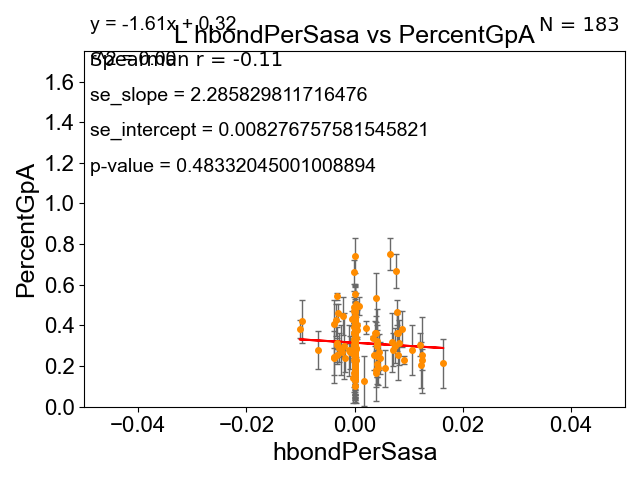 y = -1.61x + 0.32
N = 183
L hbondPerSasa vs PercentGpA
Spearman r = -0.11
se_slope = 2.285829811716476
se_intercept = 0.008276757581545821
p-value = 0.48332045001008894
PercentGpA
1.6
1.4
1.2
1.0
0.8
0.6
0.4
0.2
0.0
−0.04
−0.02
0.00
0.02
0.04
hbondPerSasa